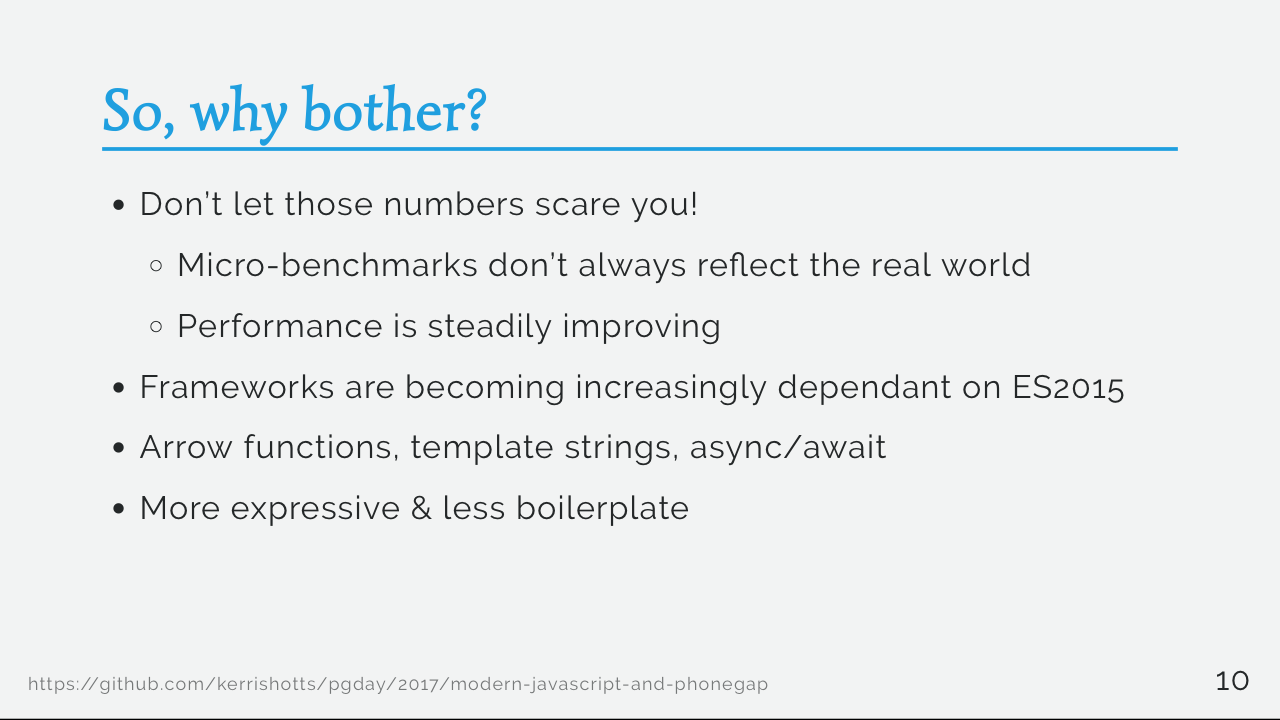 So, why bother?
• Don’t let those numbers scare you!
◦ Micro-benchmarks don’t always reflect the real world
◦ Performance is steadily improving
• Frameworks are becoming increasingly dependant on ES2015
• Arrow functions, template strings, async/await
• More expressive & less boilerplate
https://github.com/kerrishotts/pgday/2017/modern-javascript-and-phonegap
10